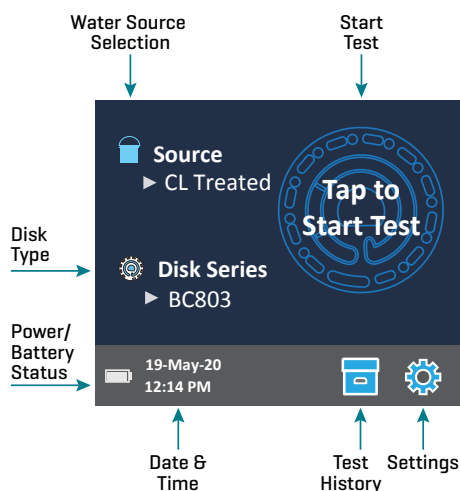 Water Source
Selection
Start
Test
Source
CL Treated
Tap to
Start Test
Disk
Type
Disk Series
BC803
Power/
Battery
Status
19-May-20
12:14 PM
Date &
Time
Test
History
Settings